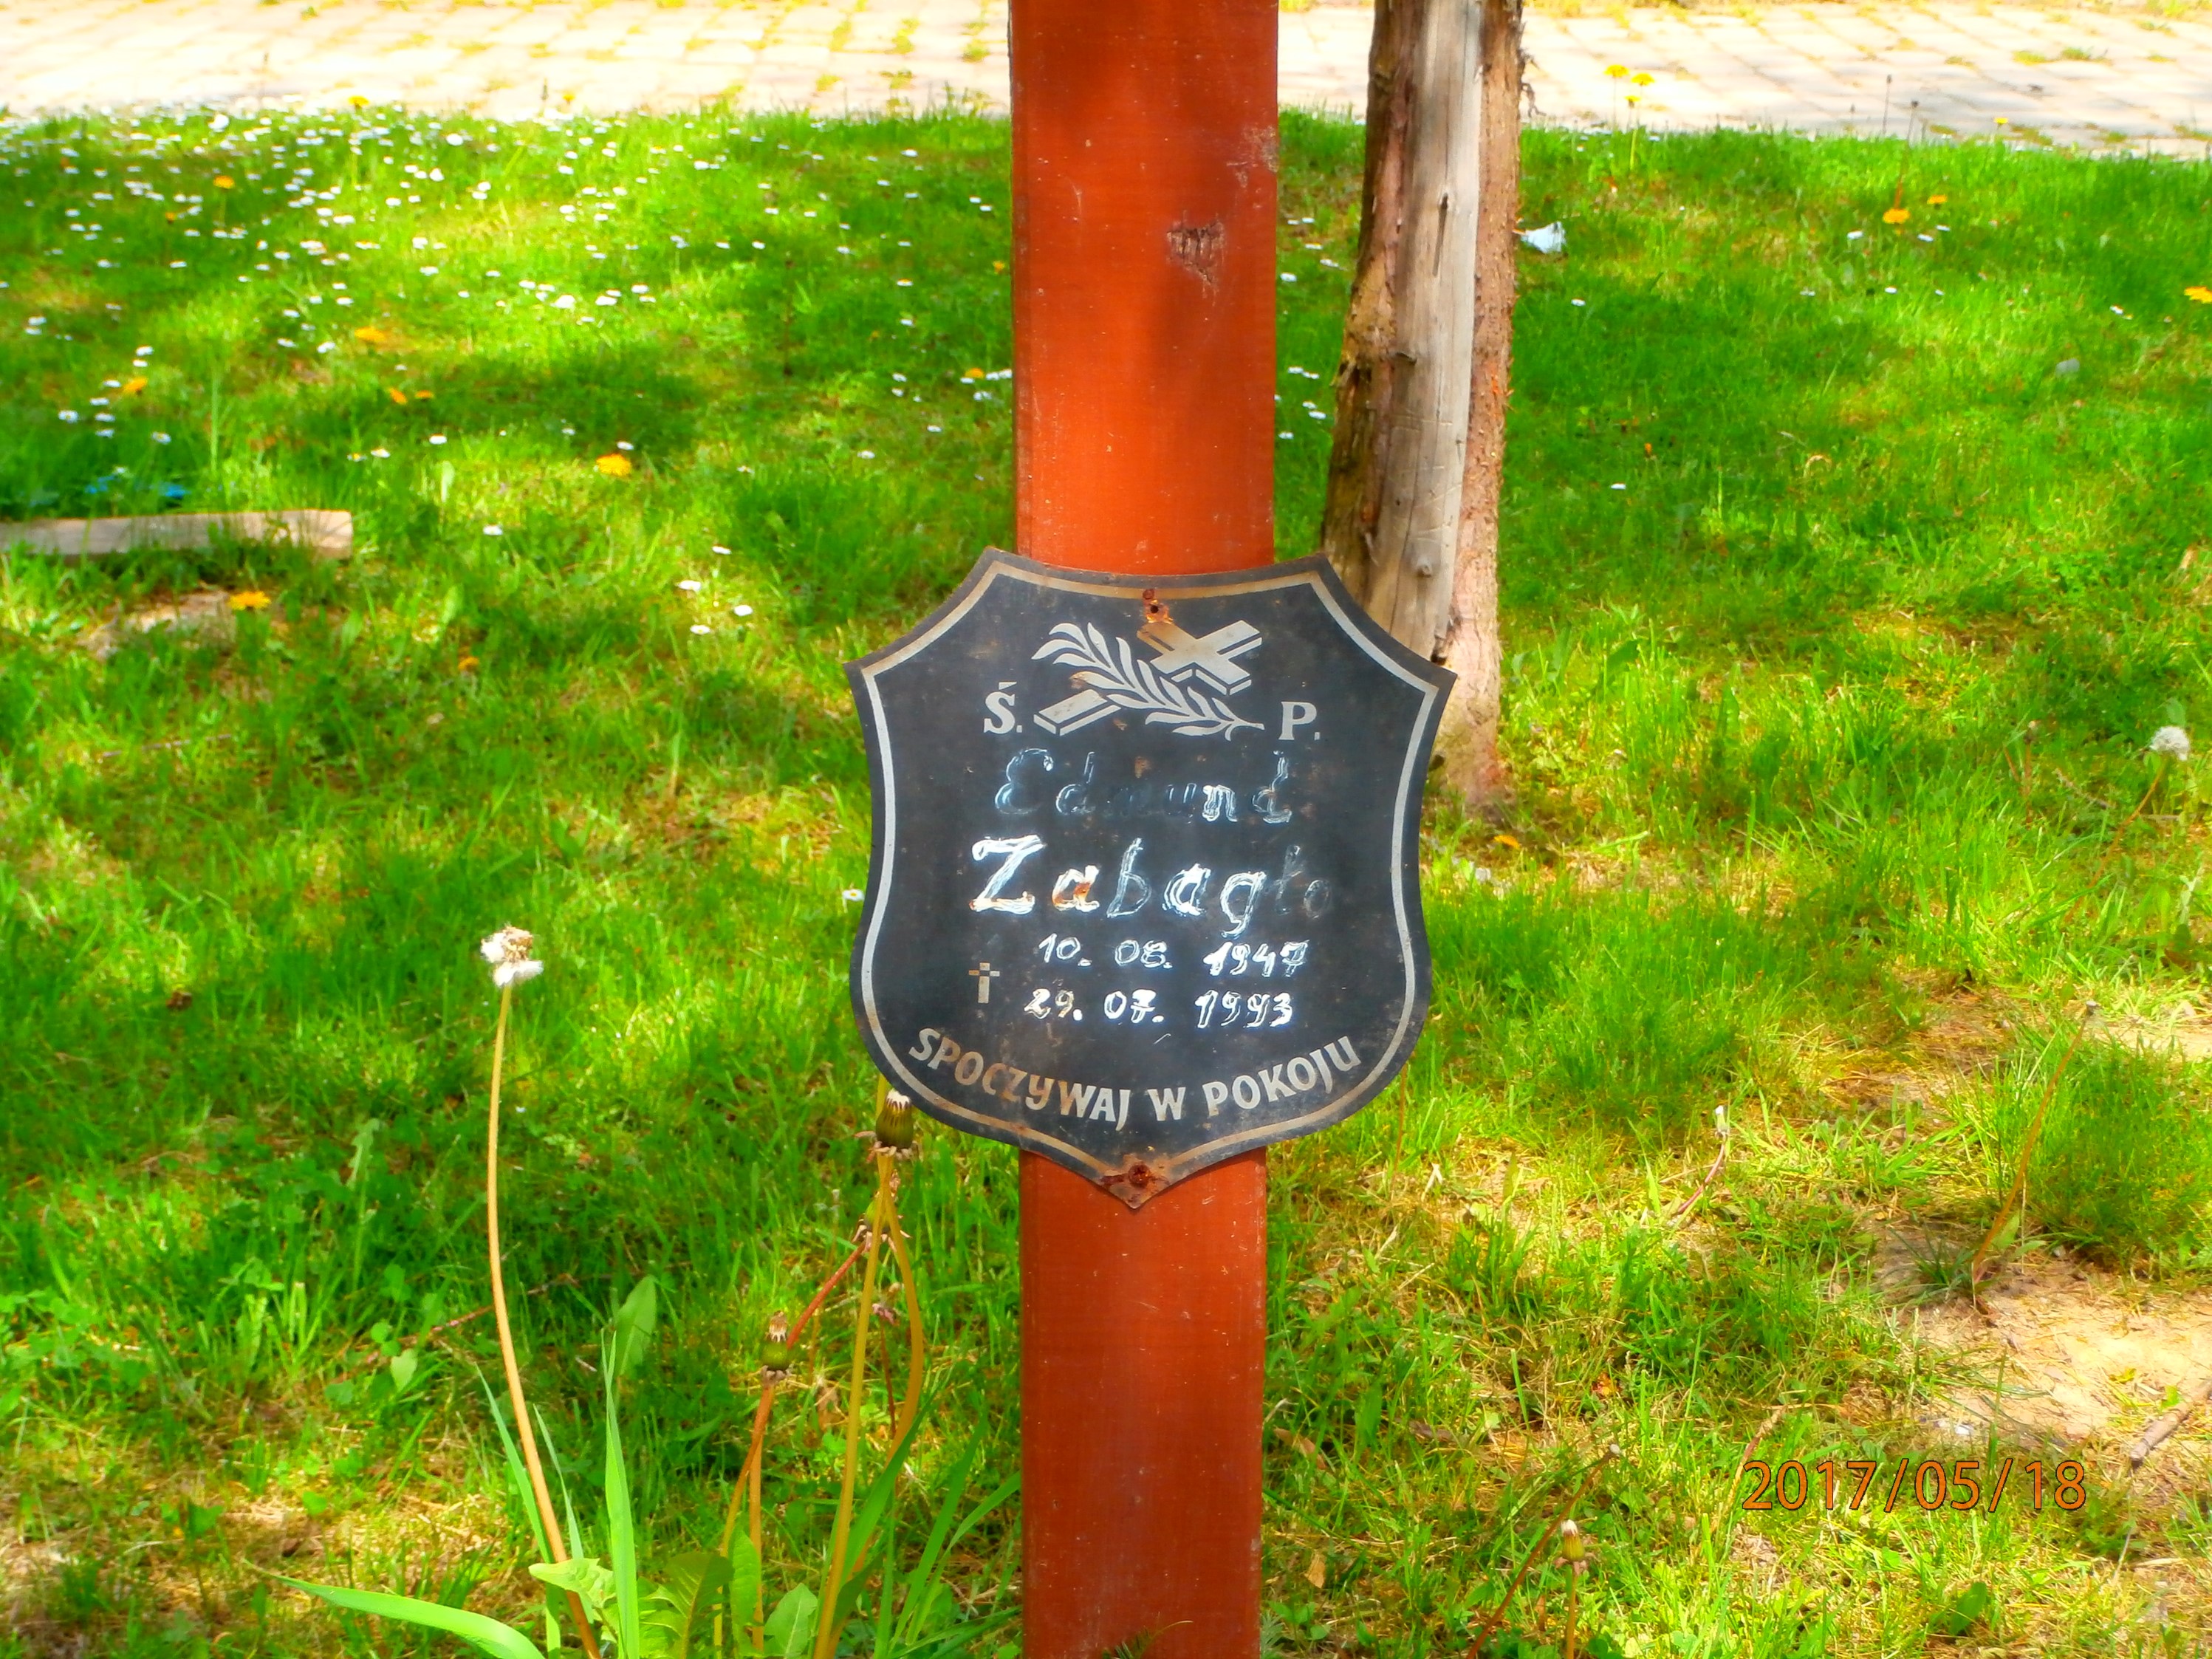 Ś. P.
Edmund
Zabagło
10. 08. 1947
† 29. 07. 1993
SPOCZYWAJ W POKOJU
2017/05/18